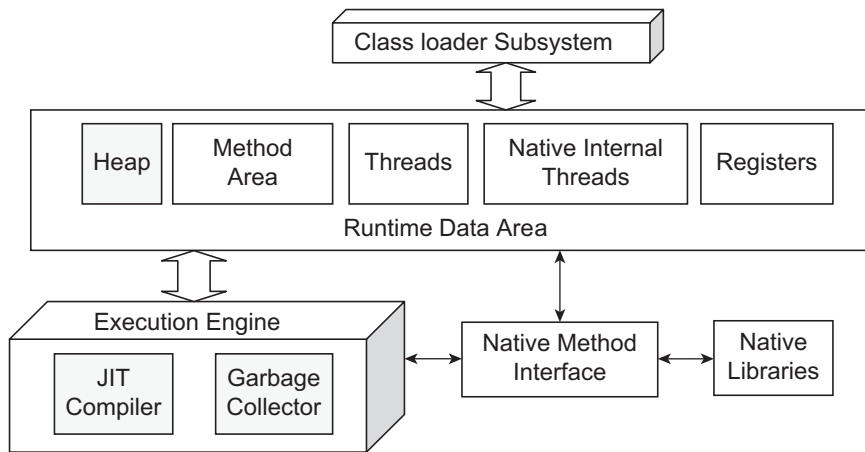 Class loader Subsystem
Heap
Method
Area
Threads
Native Internal
Threads
Registers
Runtime Data Area
Execution Engine
JIT
Compiler
Garbage
Collector
Native Method
Interface
Native
Libraries